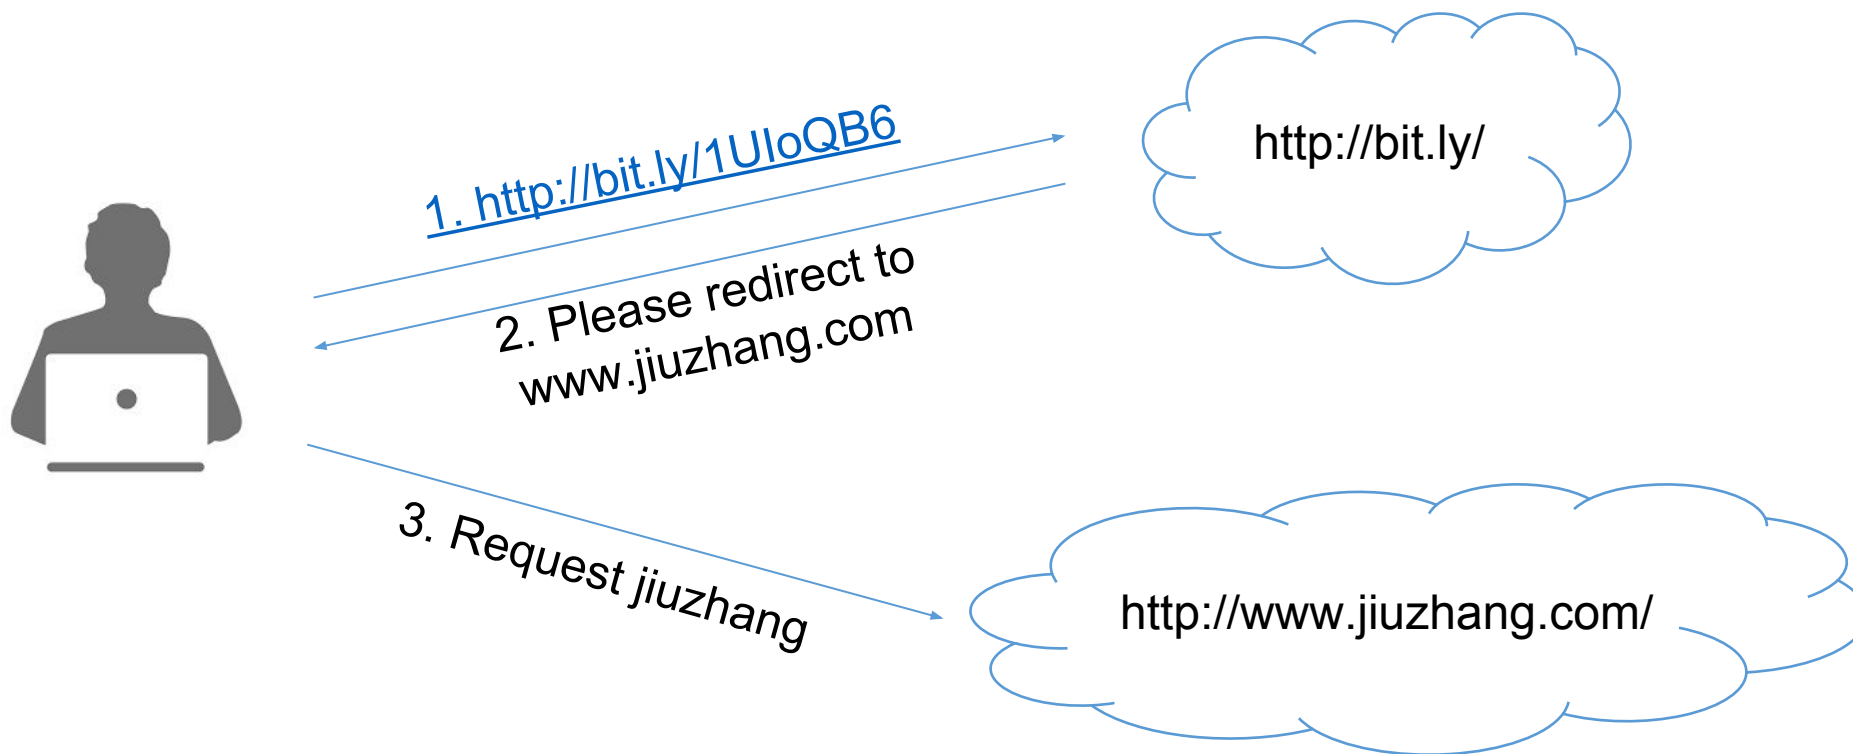 1. http://bit.ly/1UIoQB6
http://bit.ly/
2. Please redirect to
www.jiuzhang.com
3. Request jiuzhang
http://www.jiuzhang.com/